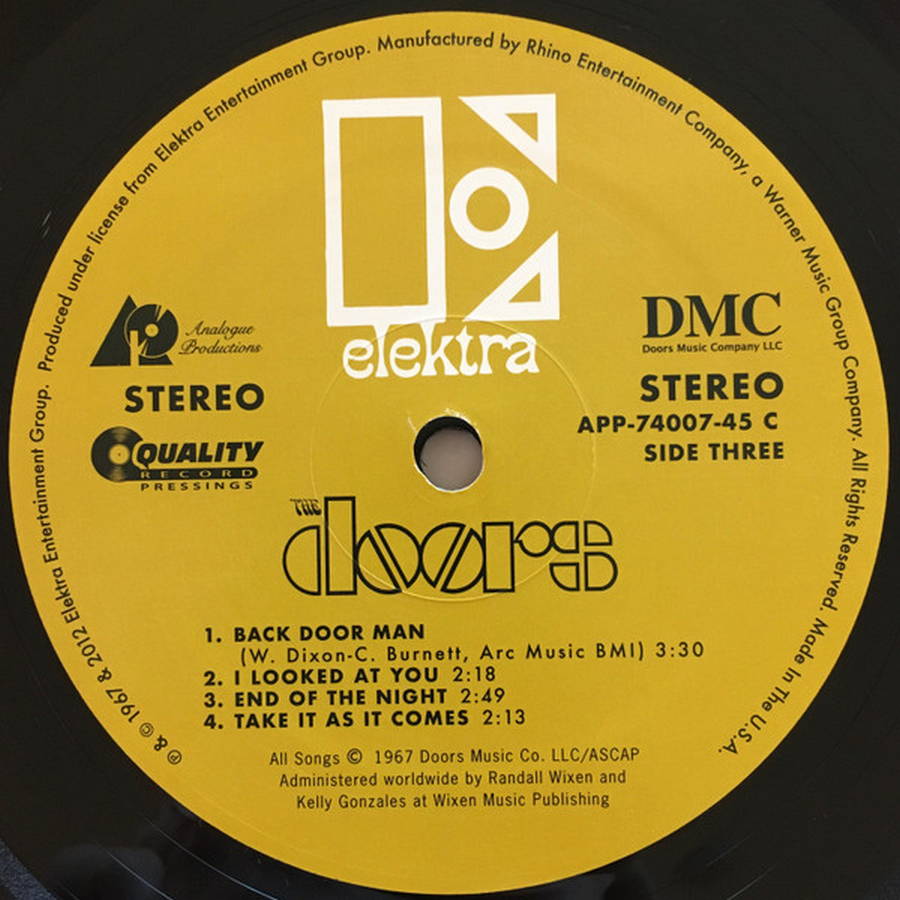 ℗ & © 1967 & 2012 Elektra Entertainment Group. Produced under license from Elektra Entertainment Group. Manufactured by Rhino Entertainment Company, a Warner Music Group Company. All Rights Reserved. Made In The U.S.A.
elektra
AP
Analogue
Productions
STEREO
QUALITY
RECORD
PRESSINGS
DMC
Doors Music Company LLC
STEREO
APP-74007-45 C
SIDE THREE
THE
doors
1. BACK DOOR MAN
(W. Dixon-C. Burnett, Arc Music BMI) 3:30
2. I LOOKED AT YOU 2:18
3. END OF THE NIGHT 2:49
4. TAKE IT AS IT COMES 2:13
All Songs © 1967 Doors Music Co. LLC/ASCAP
Administered worldwide by Randall Wixen and
Kelly Gonzales at Wixen Music Publishing